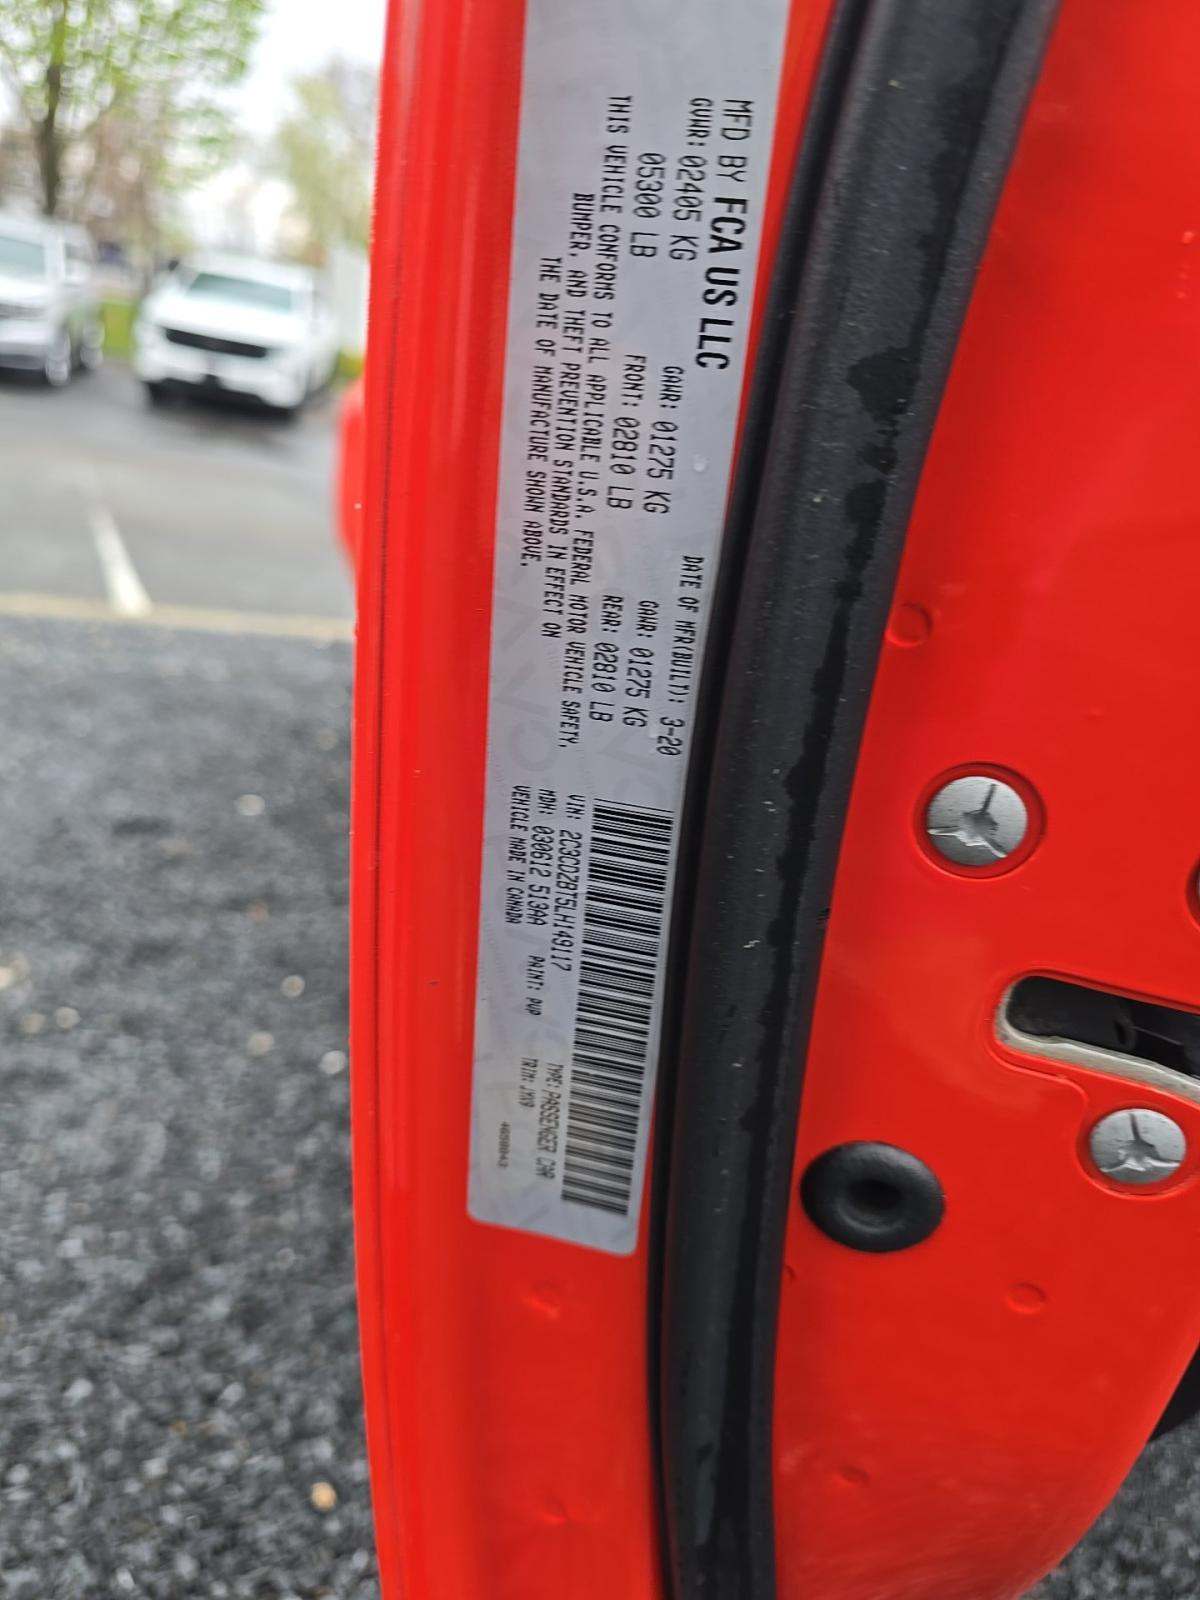 MFD BY FCA US LLC
DATE OF MFR(BUILT): 3-20
GVWR: 02405 KG
05300 LB
GAWR: 01275 KG
FRONT: 02810 LB
GAWR: 01275 KG
REAR: 02810 LB
THIS VEHICLE CONFORMS TO ALL APPLICABLE U.S.A. FEDERAL MOTOR VEHICLE SAFETY,
BUMPER, AND THEFT PREVENTION STANDARDS IN EFFECT ON
THE DATE OF MANUFACTURE SHOWN ABOVE.
VIN: 2C3CDZBT5LH149117
TYPE: PASSENGER CAR
MDH: 030612 513AA
PAINT:
TRIM:
VEHICLE MADE IN CANADA